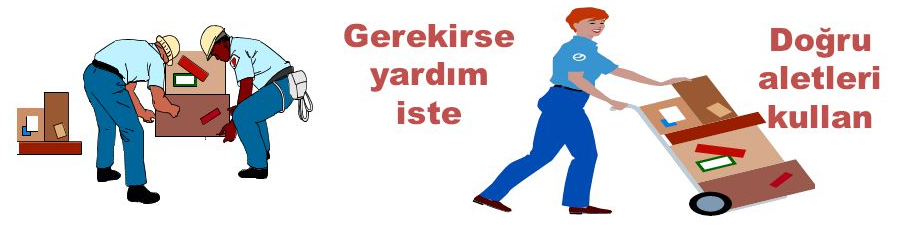 Gerekirse
yardım
iste
Doğru
aletleri
kullan